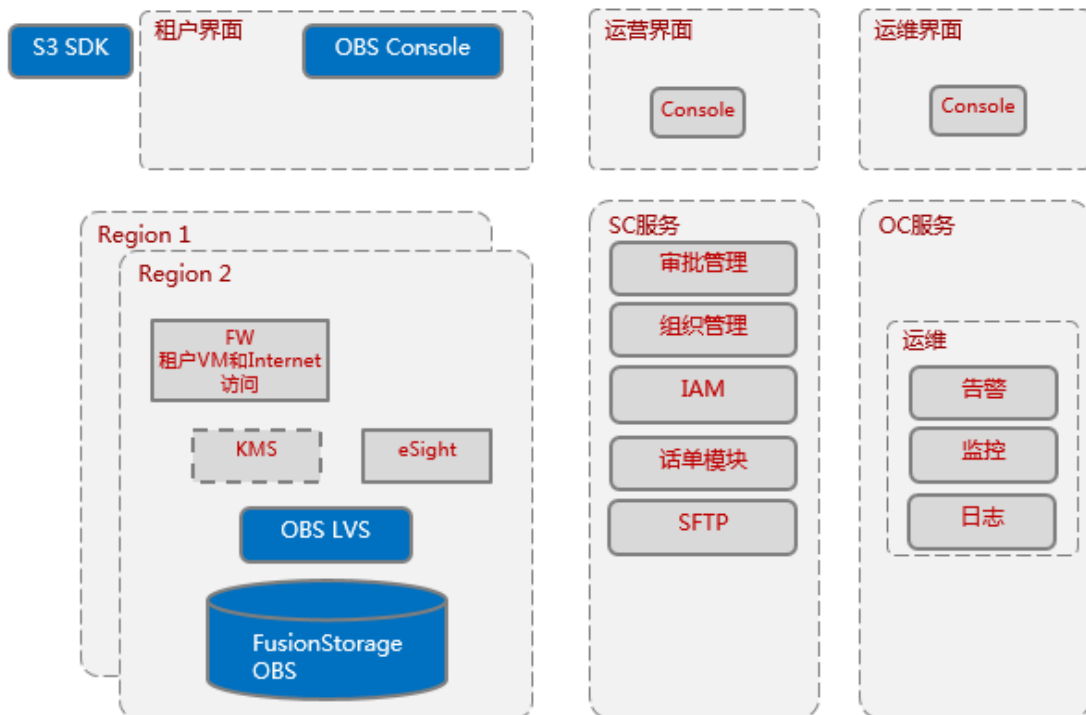 S3 SDK
租户界面
OBS Console
运营界面
Console
运维界面
Console
Region 1
Region 2
FW
租户VM和Internet
访问
KMS
eSight
OBS LVS
FusionStorage
OBS
SC服务
审批管理
组织管理
IAM
话单模块
SFTP
OC服务
运维
告警
监控
日志